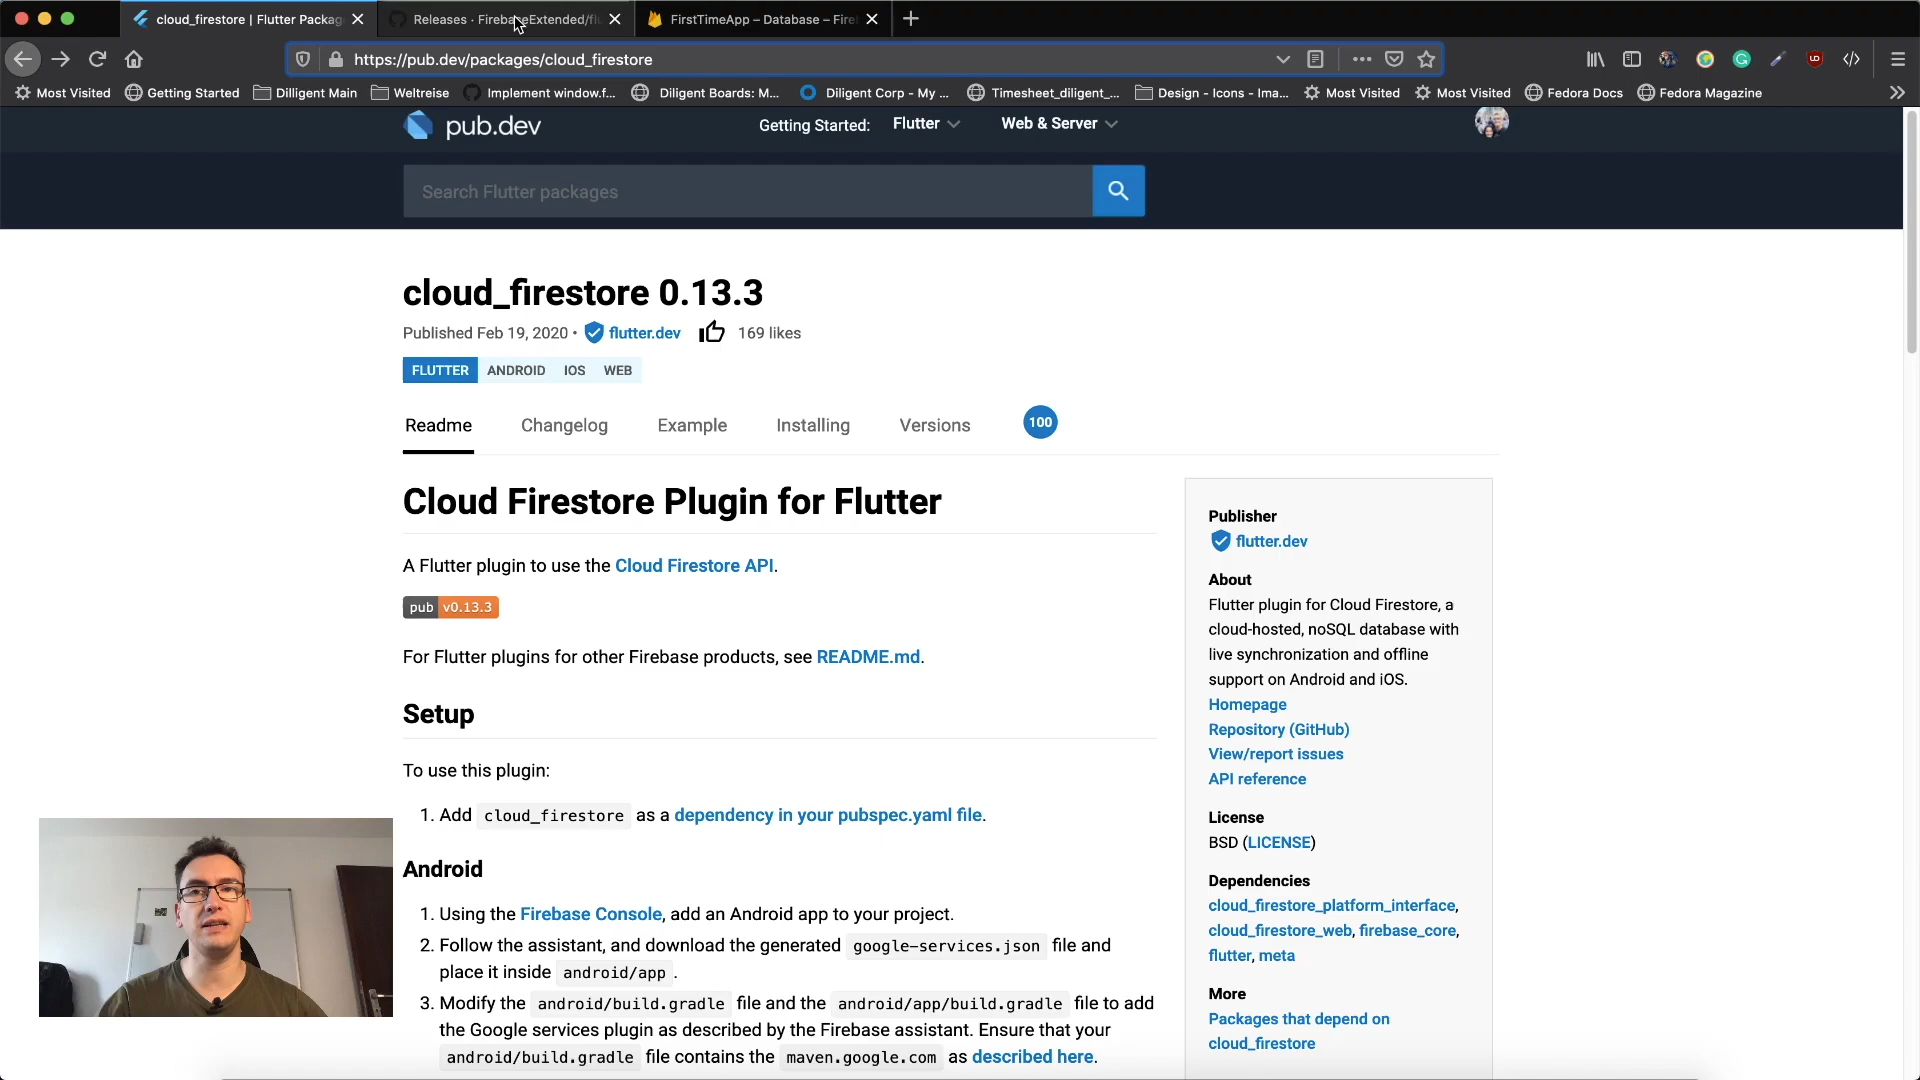 cloud_firestore | Flutter Packag
Releases · FirebaseExtended/flu
FirstTimeApp – Database – Fire
https://pub.dev/packages/cloud_firestore
Most Visited
Getting Started
Dilligent Main
Weltreise
Implement window.f...
Diligent Boards: M...
Diligent Corp - My ...
Timesheet_diligent_...
Design - Icons - Ima...
Most Visited
Most Visited
Fedora Docs
Fedora Magazine
pub.dev
Getting Started:
Flutter
Web & Server
Search Flutter packages
cloud_firestore 0.13.3
Published Feb 19, 2020 • flutter.dev 169 likes
FLUTTER ANDROID IOS WEB
Readme
Changelog
Example
Installing
Versions
100
Cloud Firestore Plugin for Flutter
A Flutter plugin to use the Cloud Firestore API.
pub v0.13.3
For Flutter plugins for other Firebase products, see README.md.
Setup
To use this plugin:
1. Add cloud_firestore as a dependency in your pubspec.yaml file.
Android
1. Using the Firebase Console, add an Android app to your project.
2. Follow the assistant, and download the generated google-services.json file and
place it inside android/app .
3. Modify the android/build.gradle file and the android/app/build.gradle file to add
the Google services plugin as described by the Firebase assistant. Ensure that your
android/build.gradle file contains the maven.google.com as described here.
Publisher
flutter.dev
About
Flutter plugin for Cloud Firestore, a
cloud-hosted, noSQL database with
live synchronization and offline
support on Android and iOS.
Homepage
Repository (GitHub)
View/report issues
API reference
License
BSD (LICENSE)
Dependencies
cloud_firestore_platform_interface,
cloud_firestore_web, firebase_core,
flutter, meta
More
Packages that depend on
cloud_firestore